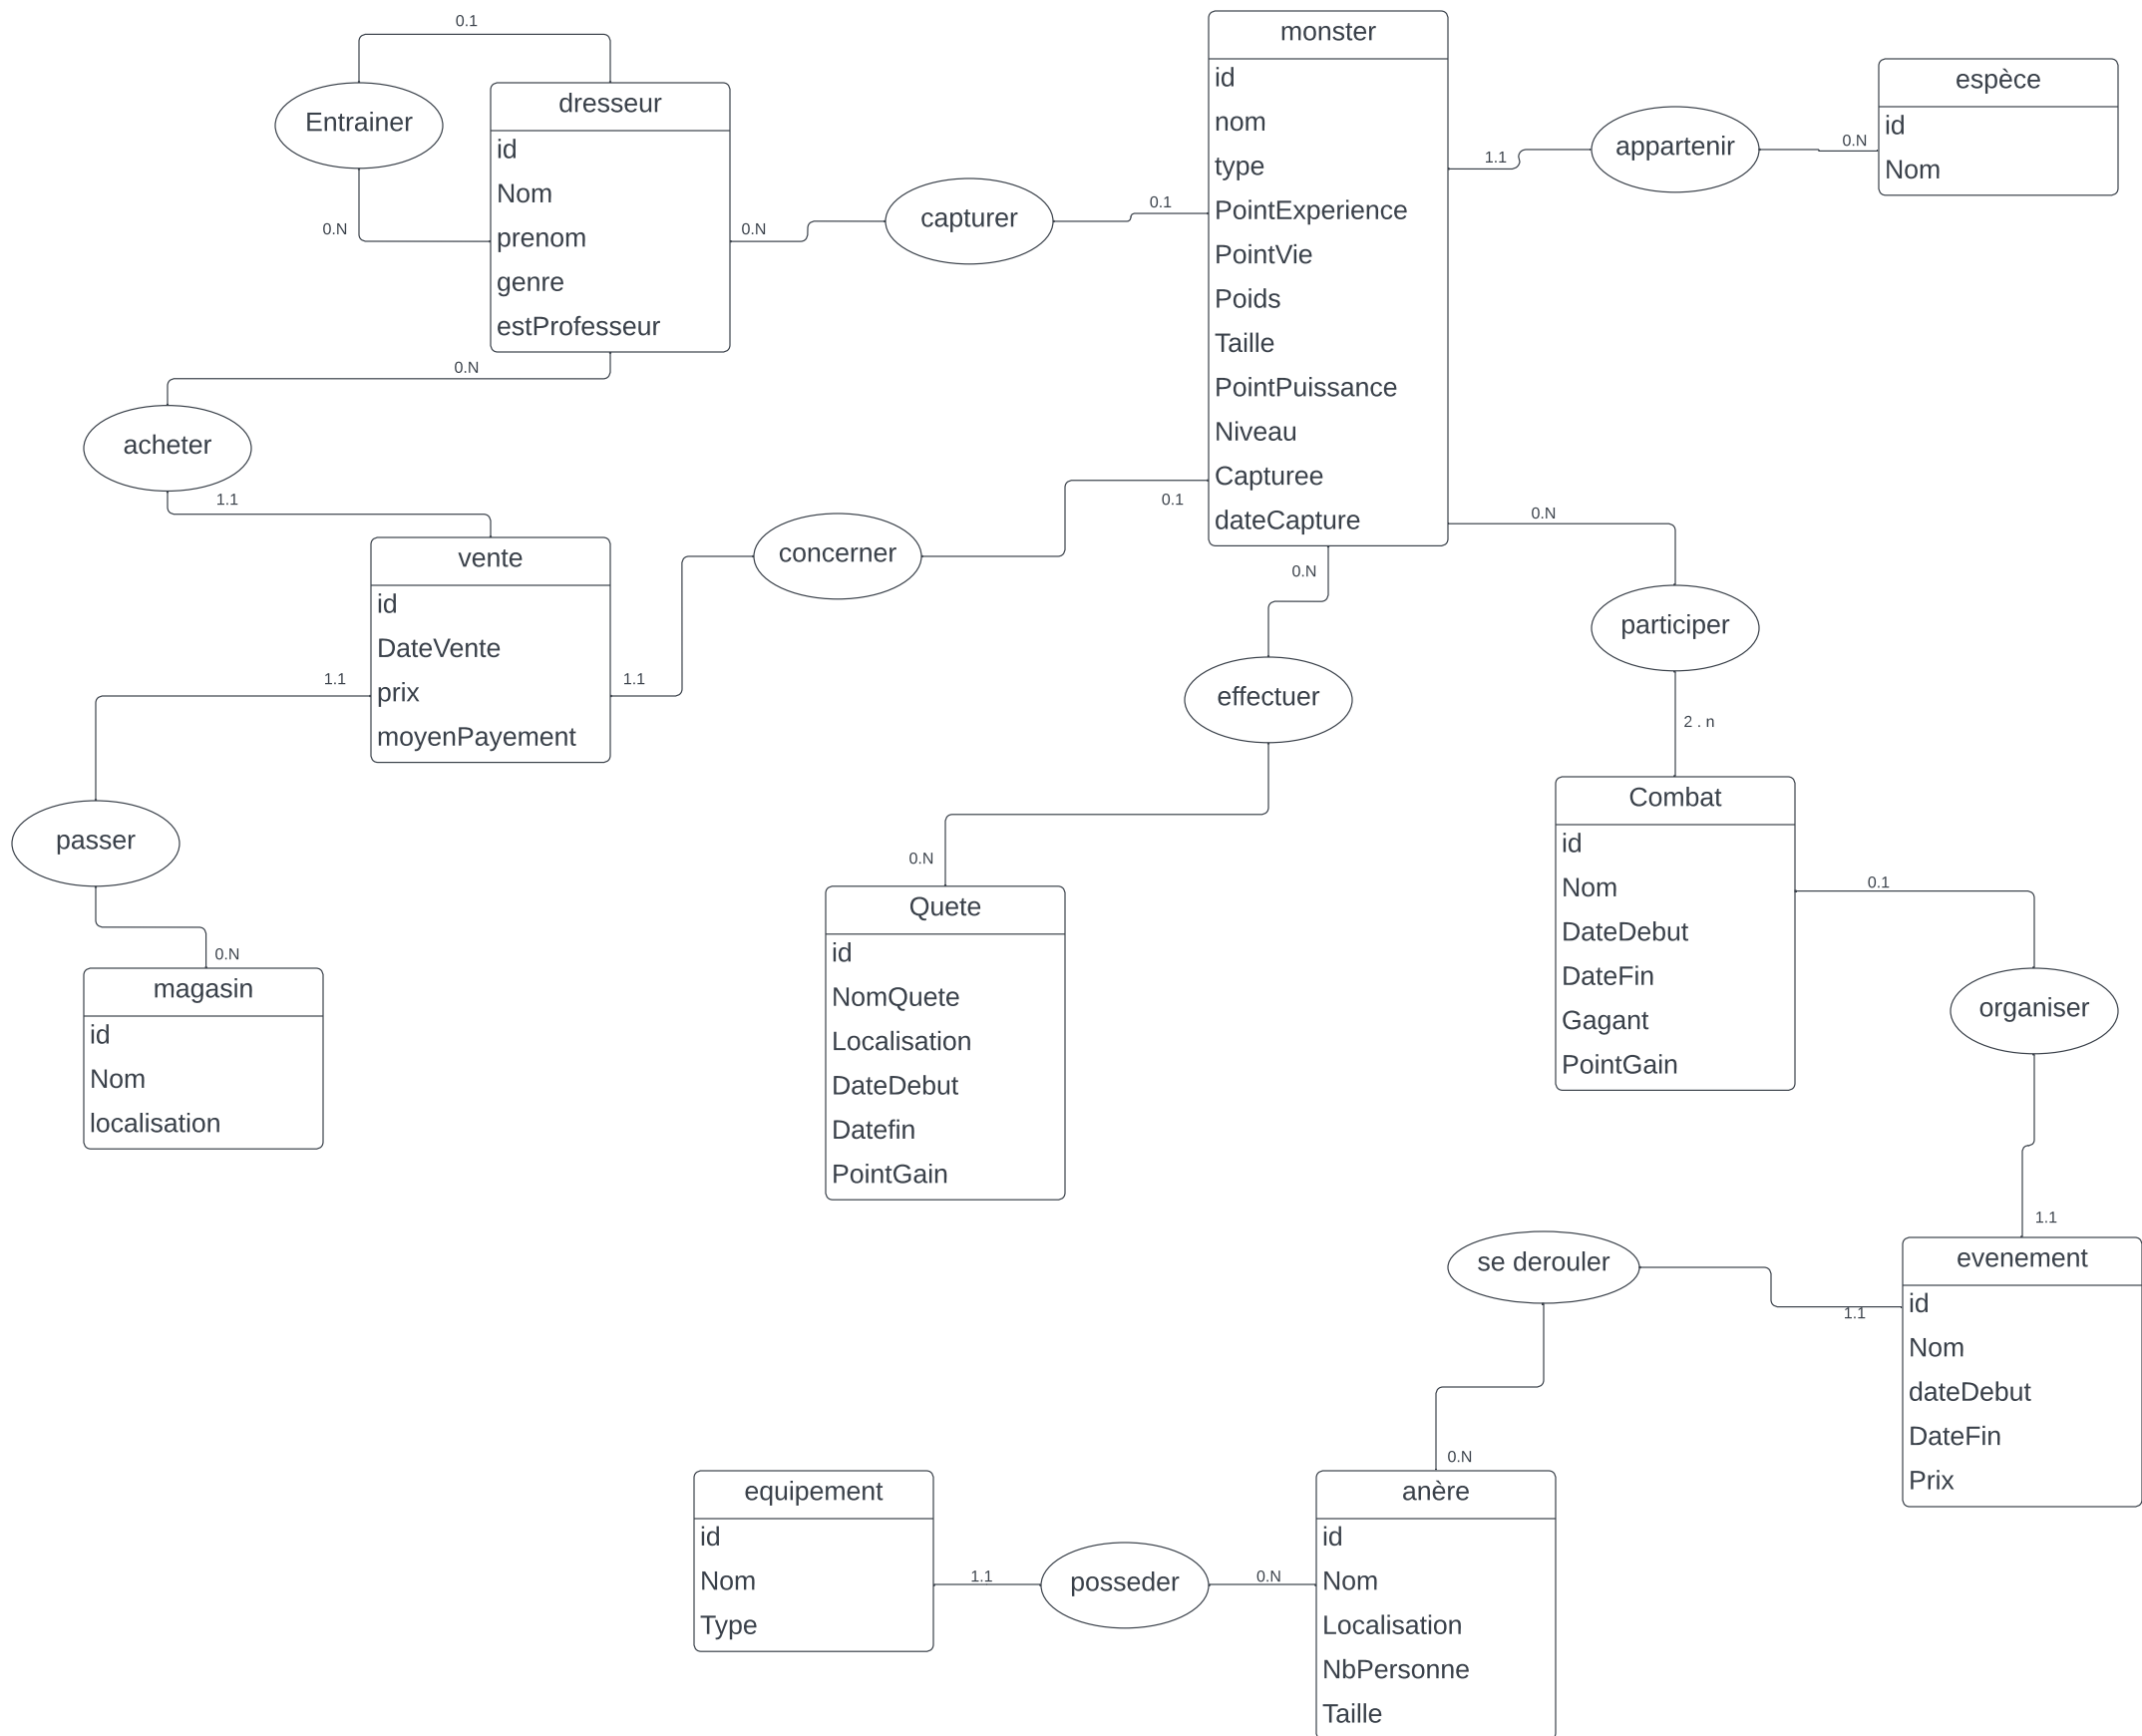 0.1
Entrainer
0.N
dresseur
id
Nom
prenom
genre
estProfesseur
0.N
capturer
0.1
monster
id
nom
type
PointExperience
PointVie
Poids
Taille
PointPuissance
Niveau
Capturee
dateCapture
1.1
appartenir
0.N
espèce
id
Nom
0.N
acheter
1.1
vente
id
DateVente
prix
moyenPayement
1.1
concerner
0.1
0.N
effectuer
0.N
0.N
participer
2 . n
1.1
passer
0.N
magasin
id
Nom
localisation
Quete
id
NomQuete
Localisation
DateDebut
Datefin
PointGain
Combat
id
Nom
DateDebut
DateFin
Gagant
PointGain
0.1
organiser
1.1
evenement
id
Nom
dateDebut
DateFin
Prix
se derouler
1.1
0.N
equipement
id
Nom
Type
1.1
posseder
0.N
anère
id
Nom
Localisation
NbPersonne
Taille